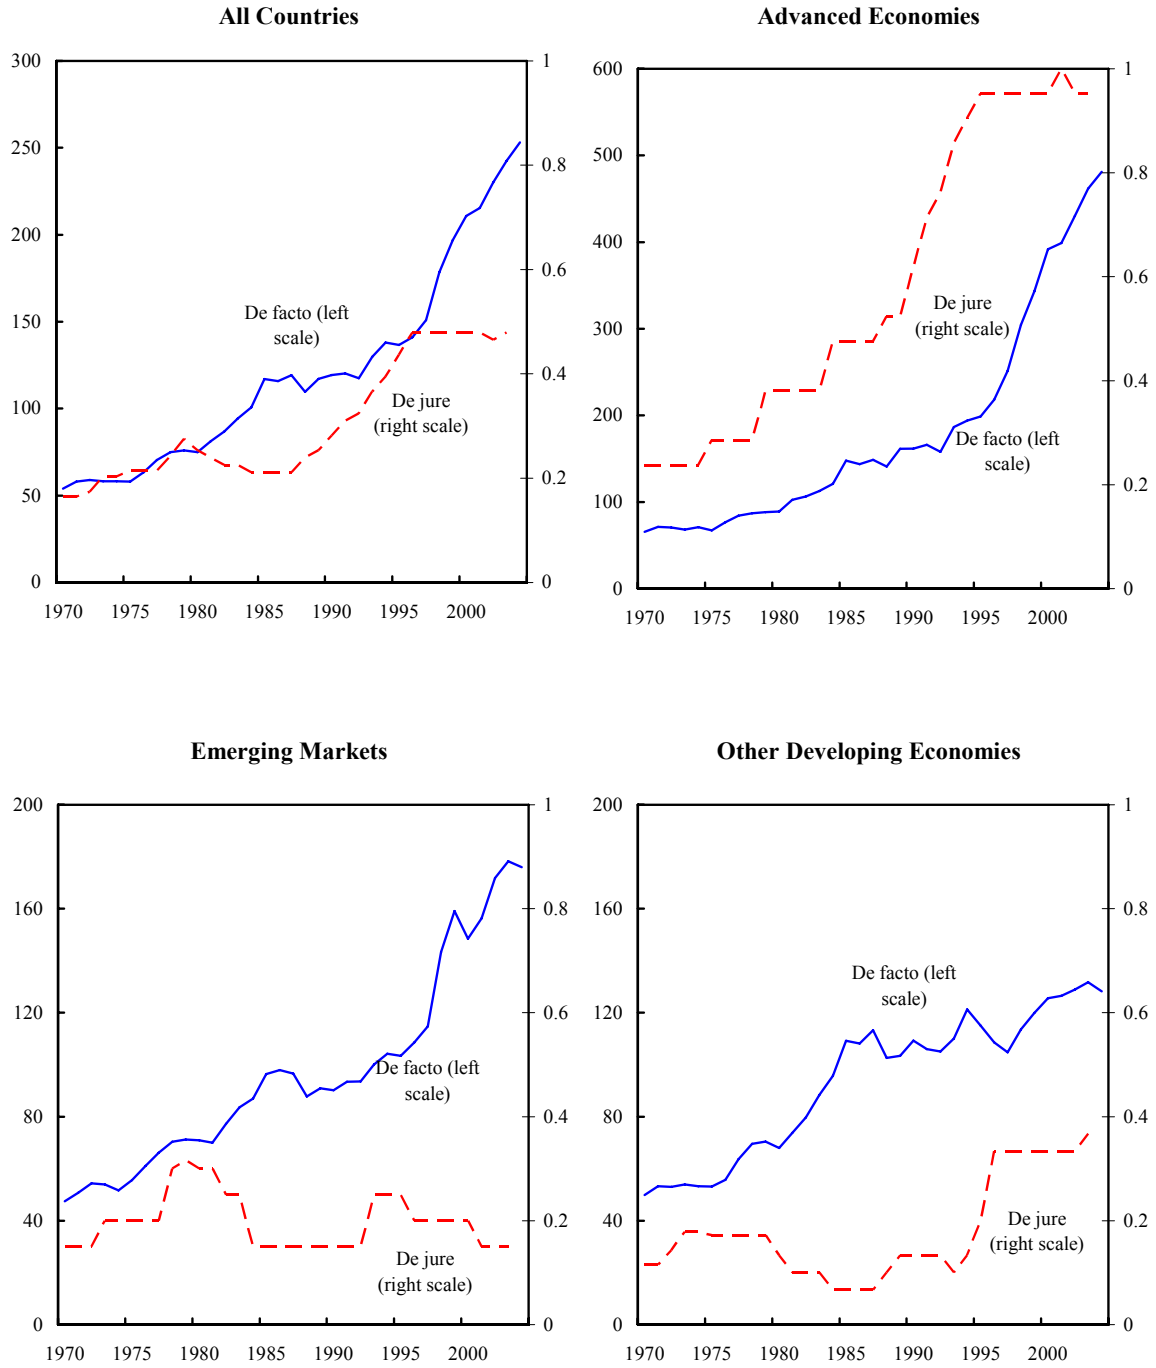 All Countries
Advanced Economies
300
250
200
150
100
50
0
1
0.8
0.6
0.4
0.2
0
De facto (left
scale)
De jure
(right scale)
1970 1975 1980 1985 1990 1995 2000
600
500
400
300
200
100
0
1
0.8
0.6
0.4
0.2
0
De jure
(right scale)
De facto (left
scale)
1970 1975 1980 1985 1990 1995 2000
Emerging Markets
Other Developing Economies
200
160
120
80
40
0
1
0.8
0.6
0.4
0.2
0
De facto (left
scale)
De jure
(right scale)
1970 1975 1980 1985 1990 1995 2000
200
160
120
80
40
0
1
0.8
0.6
0.4
0.2
0
De facto (left
scale)
De jure
(right scale)
1970 1975 1980 1985 1990 1995 2000